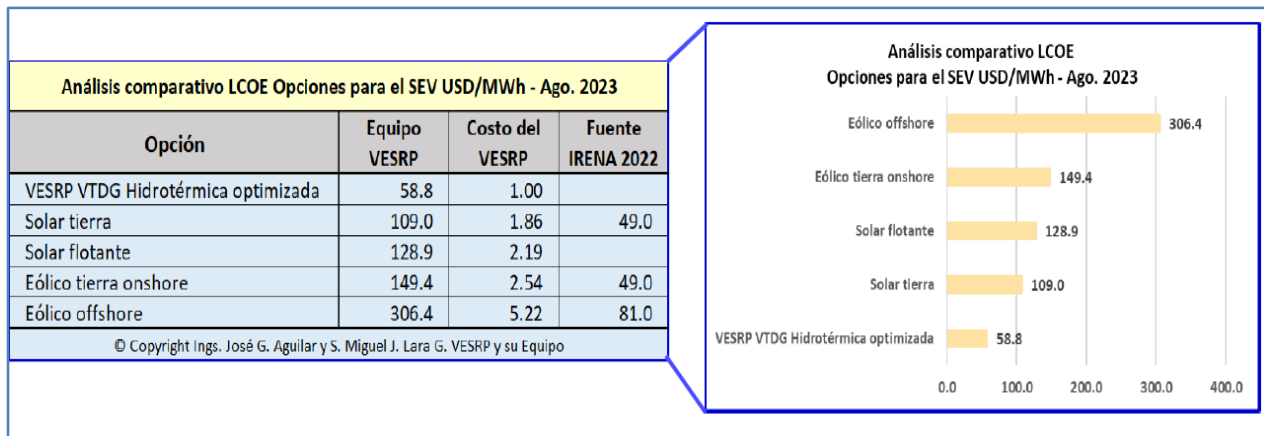 Análisis comparativo LCOE Opciones para el SEV USD/MWh - Ago. 2023
Opción Equipo VESRP Costo del VESRP Fuente IRENA 2022
VESRP VTDG Hidrotérmica optimizada 58.8 1.00
Solar tierra 109.0 1.86 49.0
Solar flotante 128.9 2.19
Eólico tierra onshore 149.4 2.54 49.0
Eólico offshore 306.4 5.22 81.0
© Copyright Ings. José G. Aguilar y S. Miguel J. Lara G. VESRP y su Equipo
Análisis comparativo LCOE
Opciones para el SEV USD/MWh - Ago. 2023
Eólico offshore 306.4
Eólico tierra onshore 149.4
Solar flotante 128.9
Solar tierra 109.0
VESRP VTDG Hidrotérmica optimizada 58.8
0.0 100.0 200.0 300.0 400.0